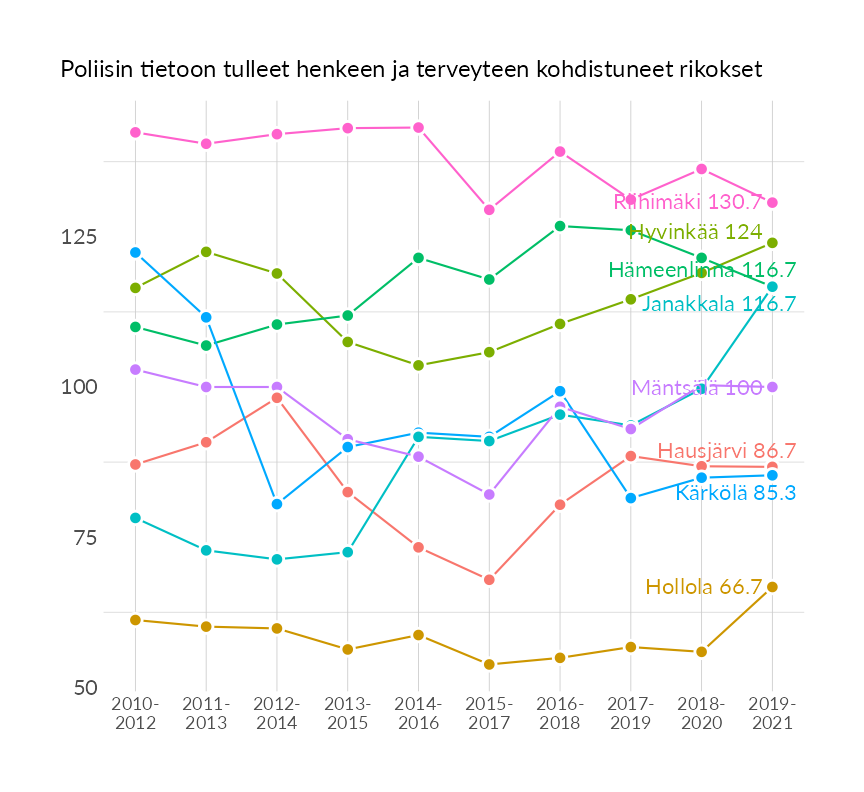 Poliisin tietoon tulleet henkeen ja terveyteen kohdistuneet rikokset
Riihimäki 130.7
Hyvinkää 124
125
Hämeenlinna 116.7
Janakkala 116.7
100
Mäntsälä 100
Hausjärvi 86.7
Kärkölä 85.3
75
Hollola 66.7
50
2010- 2011- 2012- 2013- 2014- 2015- 2016- 2017- 2018- 2019-
2012 2013 2014 2015 2016 2017 2018 2019 2020 2021